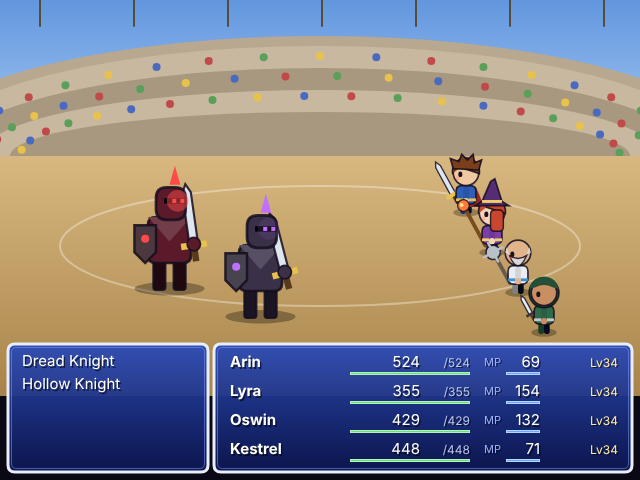 Dread Knight
Hollow Knight
Arin 524 /524 MP 69 Lv34
Lyra 355 /355 MP 154 Lv34
Oswin 429 /429 MP 132 Lv34
Kestrel 448 /448 MP 71 Lv34